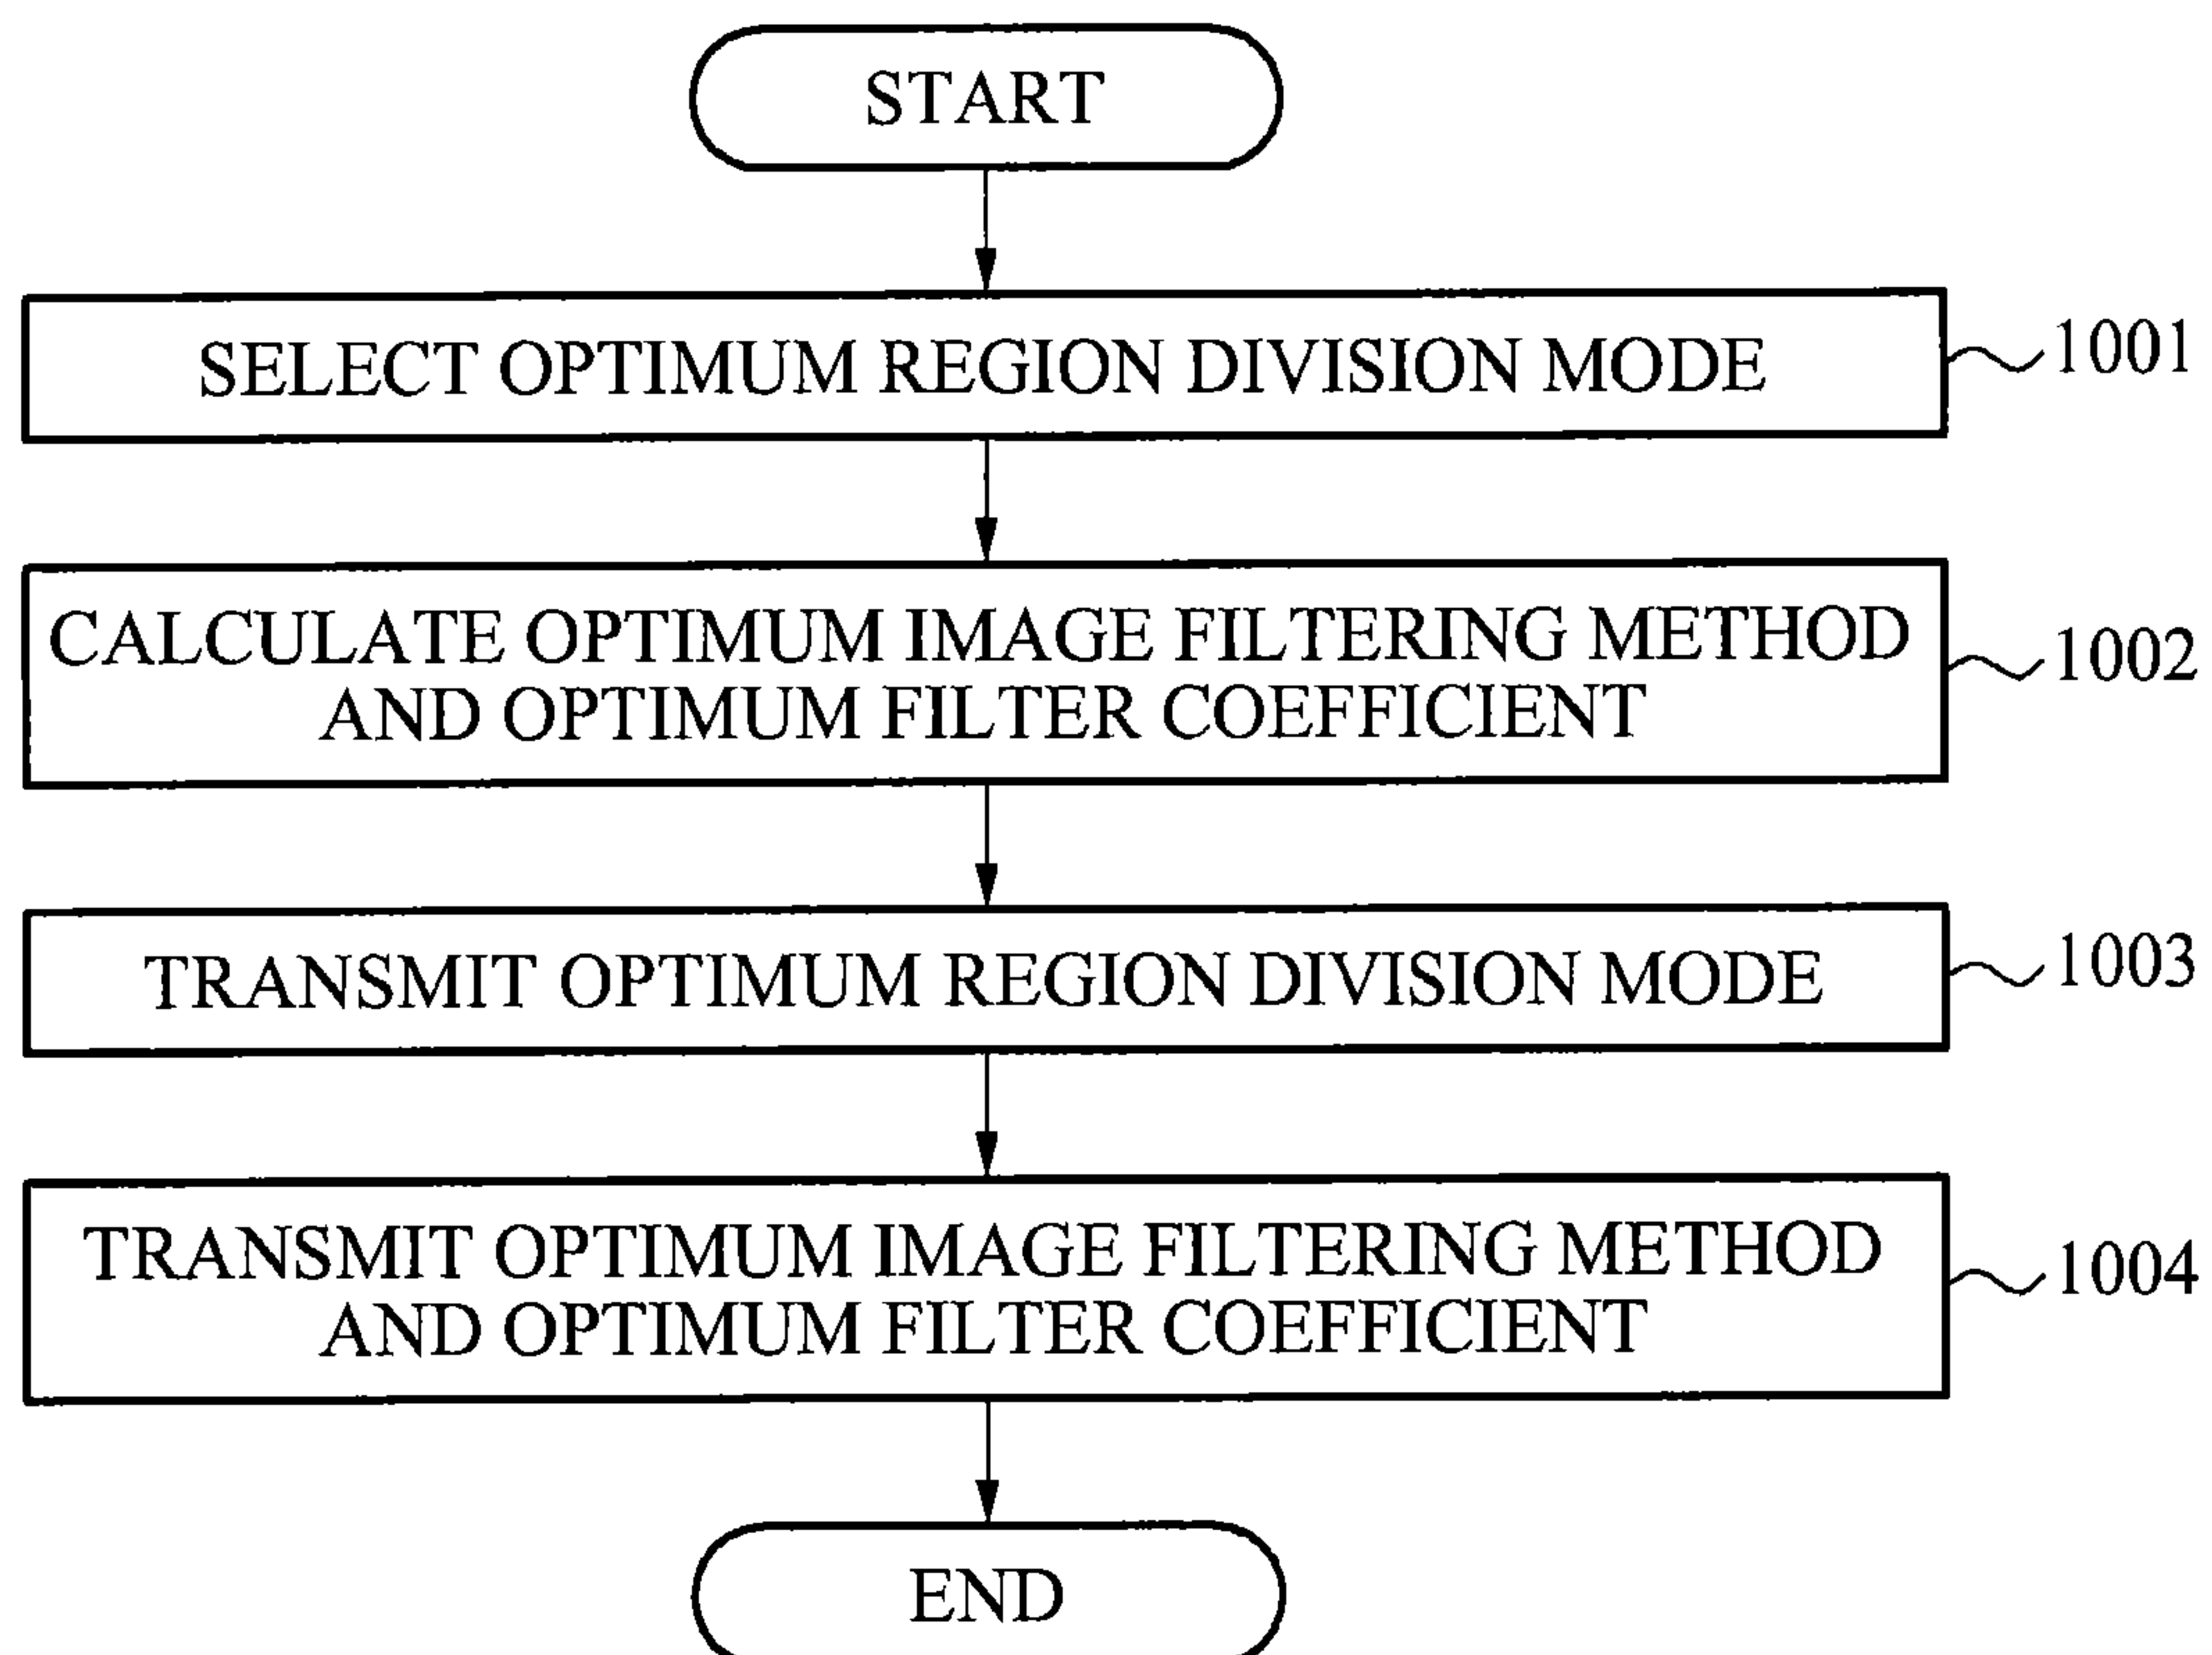 START
SELECT OPTIMUM REGION DIVISION MODE
1001
CALCULATE OPTIMUM IMAGE FILTERING METHOD
AND OPTIMUM FILTER COEFFICIENT
1002
TRANSMIT OPTIMUM REGION DIVISION MODE
1003
TRANSMIT OPTIMUM IMAGE FILTERING METHOD
AND OPTIMUM FILTER COEFFICIENT
1004
END